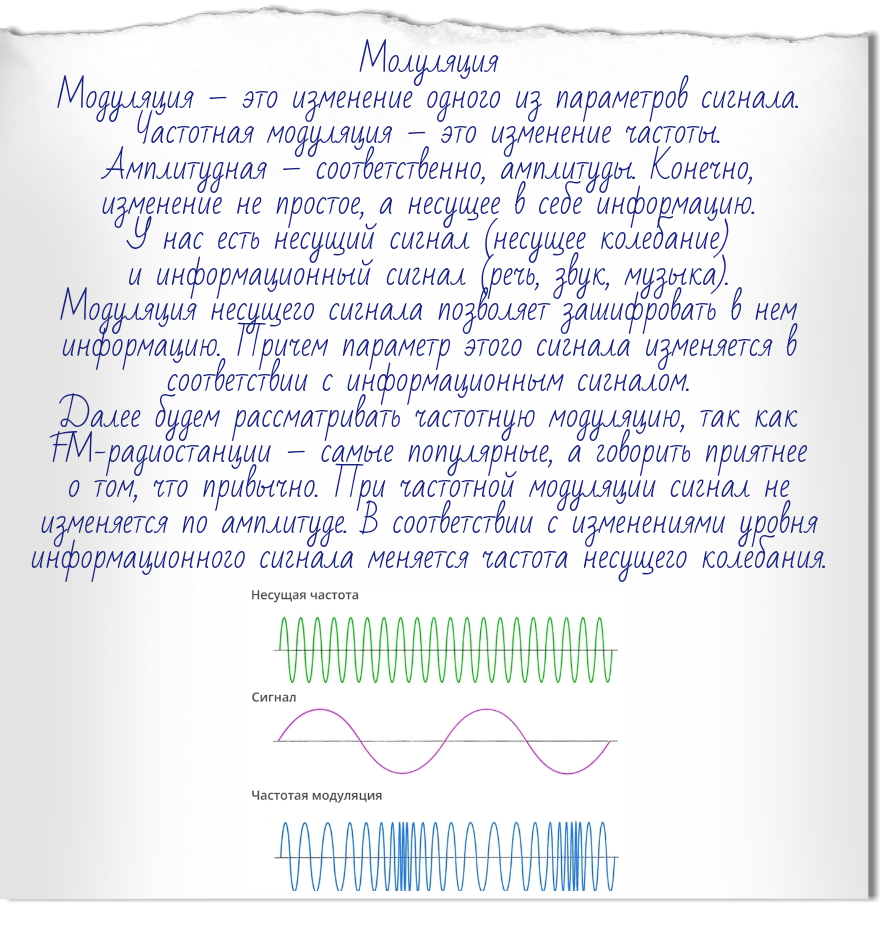 Молуляция
Модуляция – это изменение одного из параметров сигнала.
Частотная модуляция – это изменение частоты.
Амплитудная – соответственно, амплитуды. Конечно,
изменение не простое, а несущее в себе информацию.
У нас есть несущий сигнал (несущее колебание)
и информационный сигнал (речь, звук, музыка).
Модуляция несущего сигнала позволяет зашифровать в нем
информацию. Причем параметр этого сигнала изменяется в
соответствии с информационным сигналом.
Далее будем рассматривать частотную модуляцию, так как
FM-радиостанции – самые популярные, а говорить приятнее
о том, что привычно. При частотной модуляции сигнал не
изменяется по амплитуде. В соответствии с изменениями уровня
информационного сигнала меняется частота несущего колебания.
Несущая частота
Сигнал
Частотая модуляция